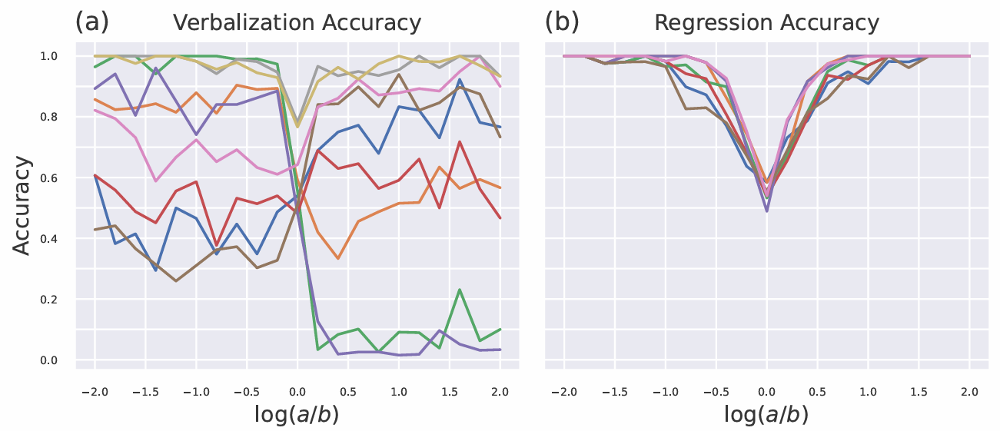 (a) Verbalization Accuracy
(b) Regression Accuracy
Accuracy
1.0
0.8
0.6
0.4
0.2
0.0
−2.0 −1.5 −1.0 −0.5 0.0 0.5 1.0 1.5 2.0
−2.0 −1.5 −1.0 −0.5 0.0 0.5 1.0 1.5 2.0
log(a/b)
log(a/b)